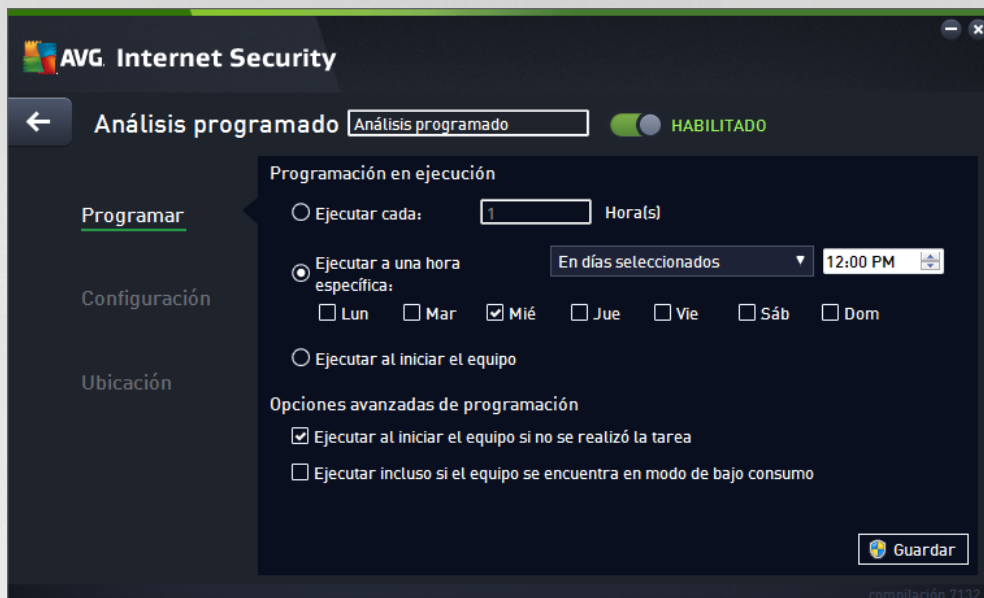 AVG. Internet Security
Análisis programado
Análisis programado
HABILITADO
Programar
Configuración
Ubicación
Programación en ejecución
Ejecutar cada:
1
Hora(s)
Ejecutar a una hora
específica:
En días seleccionados
12:00 PM
Lun
Mar
Mié
Jue
Vie
Sáb
Dom
Ejecutar al iniciar el equipo
Opciones avanzadas de programación
Ejecutar al iniciar el equipo si no se realizó la tarea
Ejecutar incluso si el equipo se encuentra en modo de bajo consumo
Guardar
compilación 7132